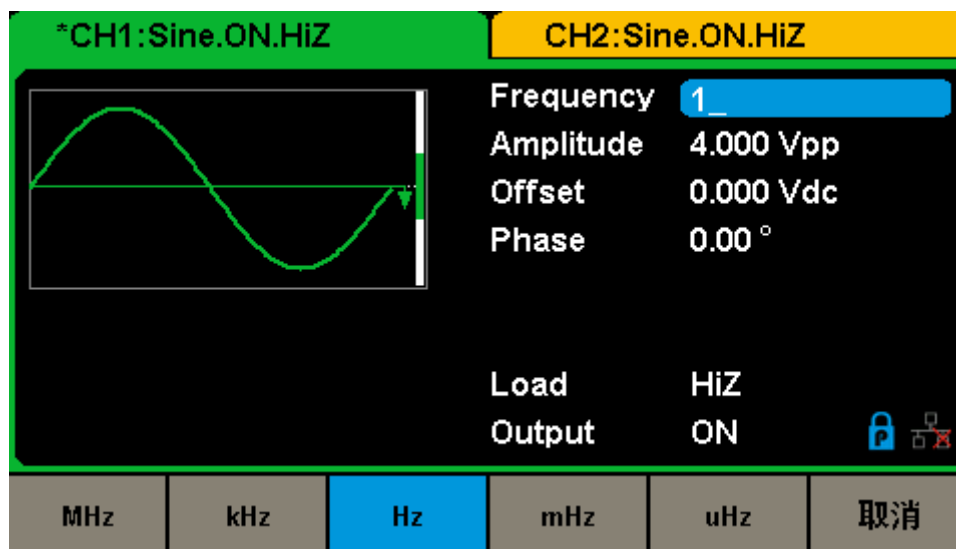 *CH1:Sine.ON.HiZ
CH2:Sine.ON.HiZ
Frequency 1_
Amplitude 4.000 Vpp
Offset 0.000 Vdc
Phase 0.00 °
Load HiZ
Output ON
MHz kHz Hz mHz uHz 取消